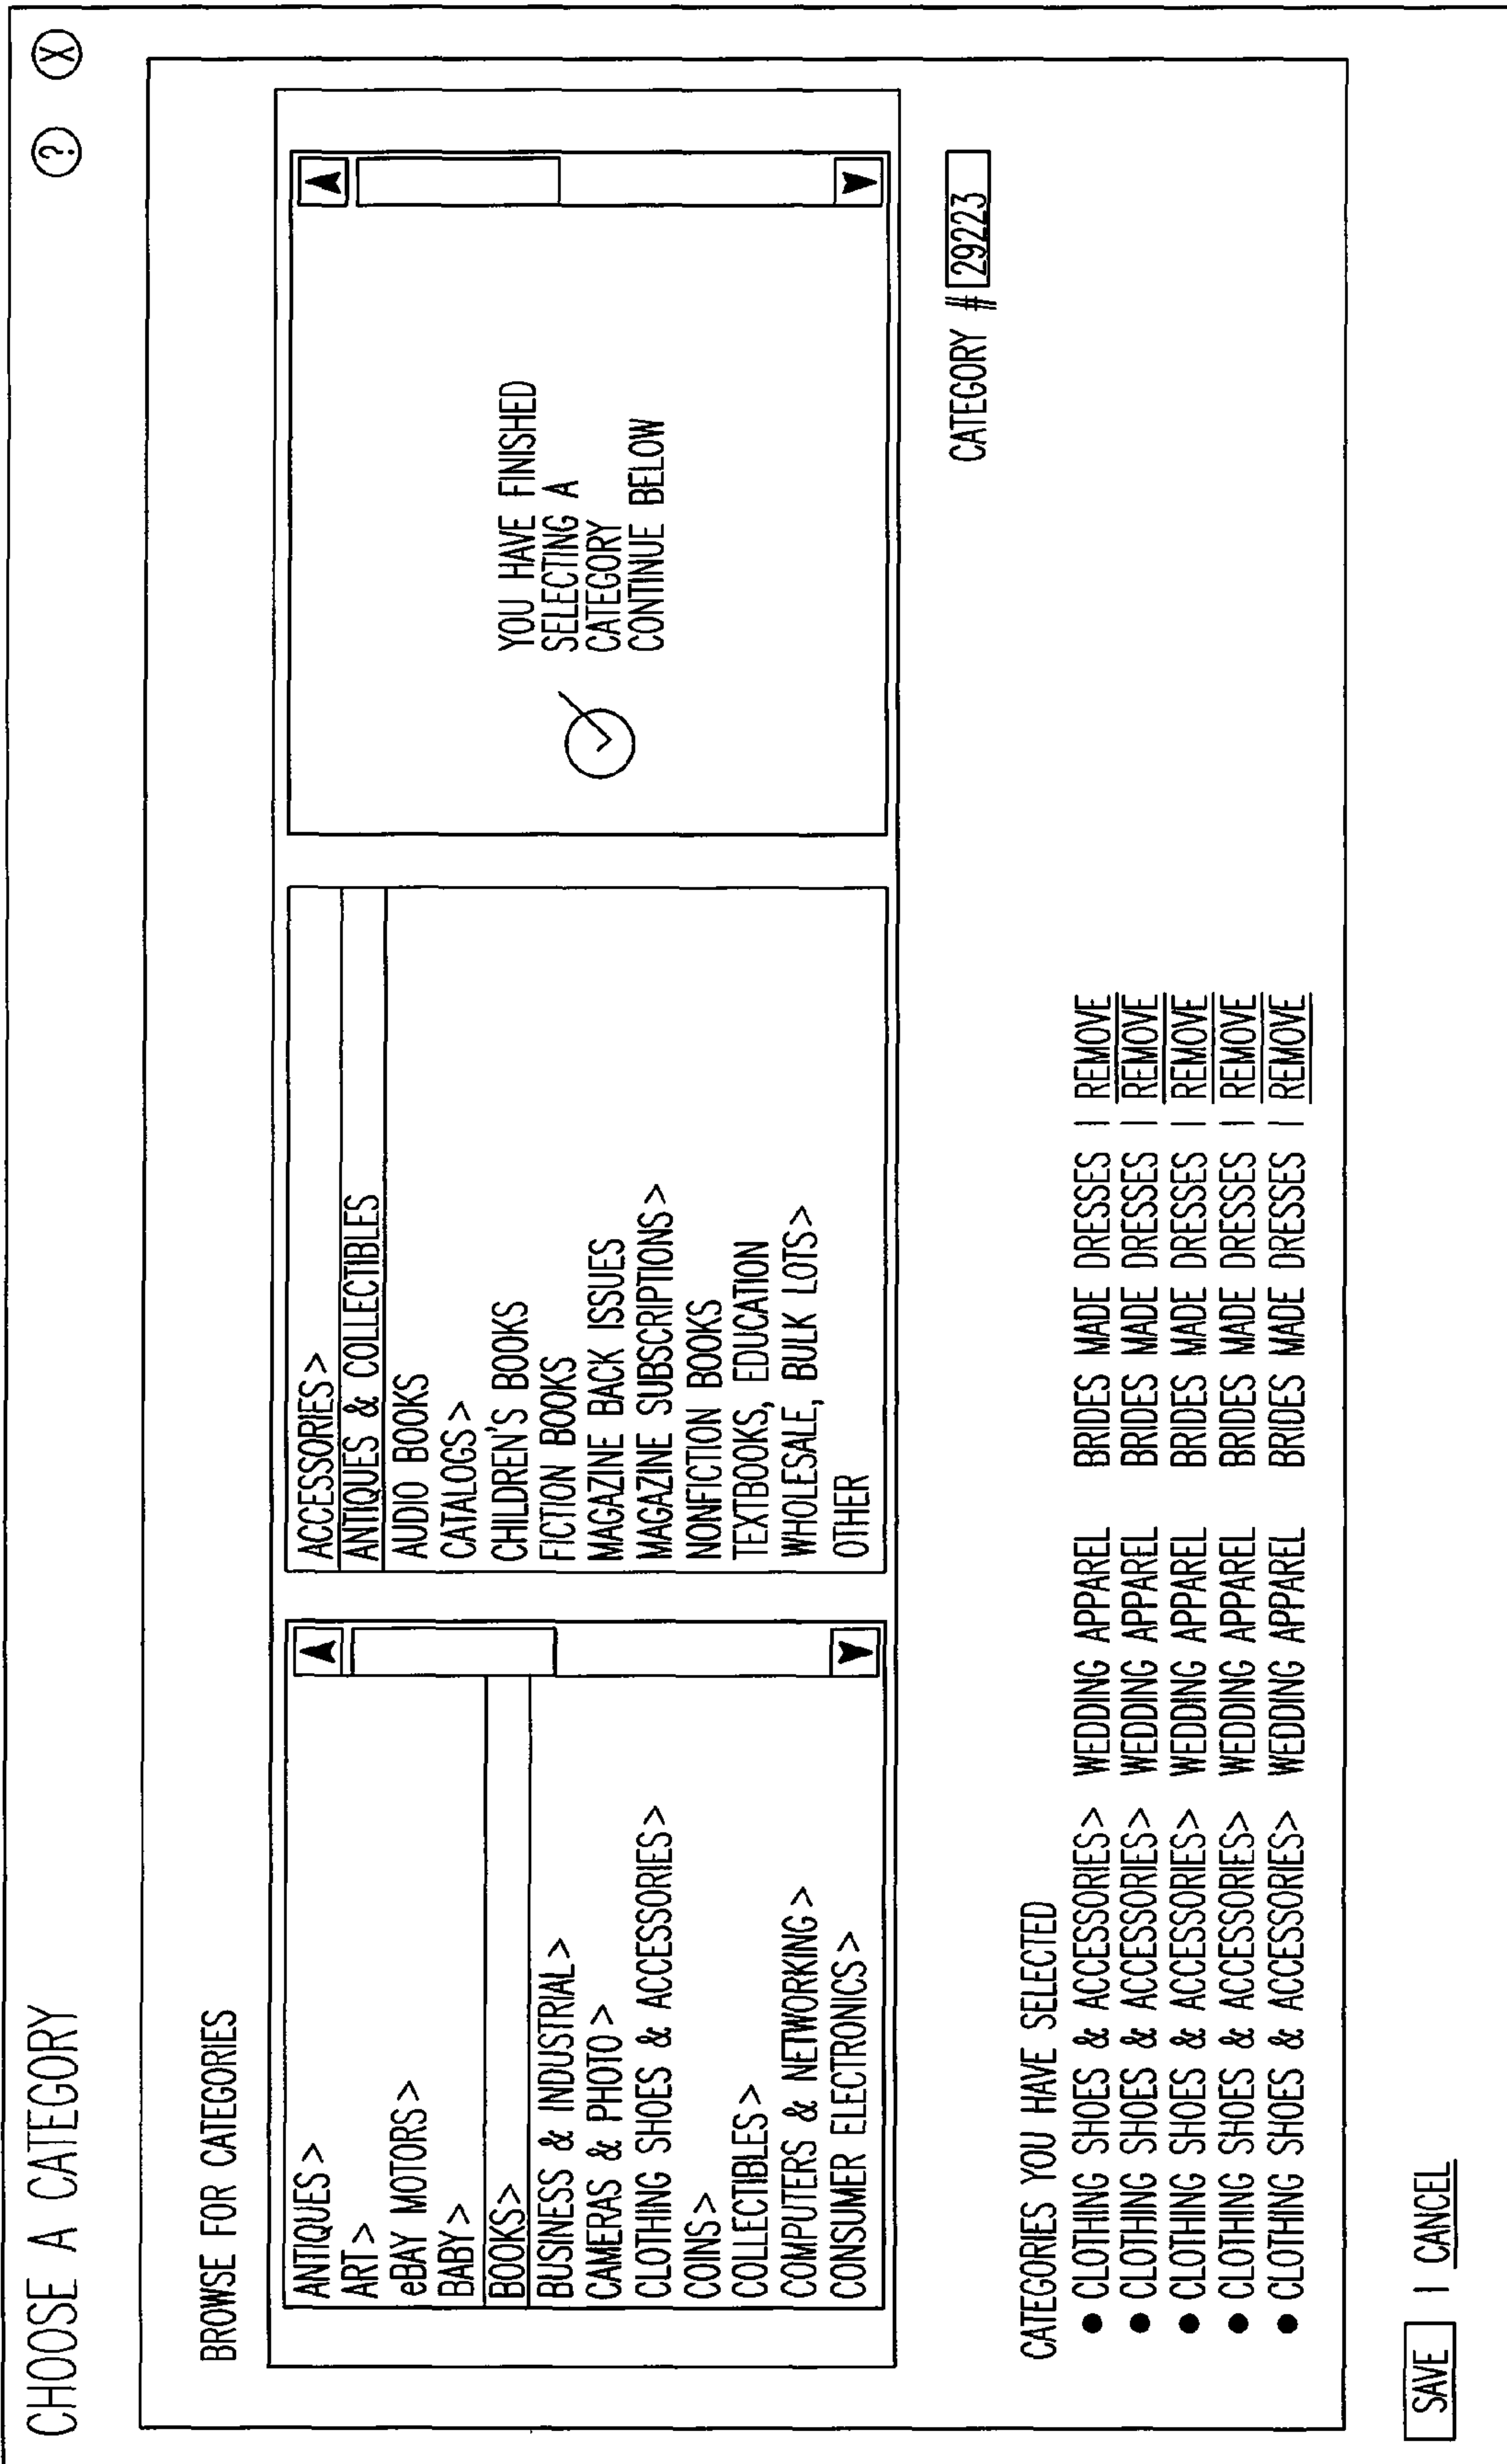 CHOOSE A CATEGORY
? X
BROWSE FOR CATEGORIES
ANTIQUES>
ART>
eBAY MOTORS>
BABY>
BOOKS>
BUSINESS & INDUSTRIAL>
CAMERAS & PHOTO>
CLOTHING SHOES & ACCESSORIES>
COINS>
COLLECTIBLES>
COMPUTERS & NETWORKING>
CONSUMER ELECTRONICS>
ACCESSORIES>
ANTIQUES & COLLECTIBLES
AUDIO BOOKS
CATALOGS>
CHILDREN'S BOOKS
FICTION BOOKS
MAGAZINE BACK ISSUES
MAGAZINE SUBSCRIPTIONS>
NONFICTION BOOKS
TEXTBOOKS, EDUCATION
WHOLESALE, BULK LOTS>
OTHER
YOU HAVE FINISHED
SELECTING A
CATEGORY
CONTINUE BELOW
CATEGORY # 29223
CATEGORIES YOU HAVE SELECTED
● CLOTHING SHOES & ACCESSORIES> WEDDING APPAREL BRIDES MADE DRESSES | REMOVE
● CLOTHING SHOES & ACCESSORIES> WEDDING APPAREL BRIDES MADE DRESSES | REMOVE
● CLOTHING SHOES & ACCESSORIES> WEDDING APPAREL BRIDES MADE DRESSES | REMOVE
● CLOTHING SHOES & ACCESSORIES> WEDDING APPAREL BRIDES MADE DRESSES | REMOVE
● CLOTHING SHOES & ACCESSORIES> WEDDING APPAREL BRIDES MADE DRESSES | REMOVE
SAVE | CANCEL